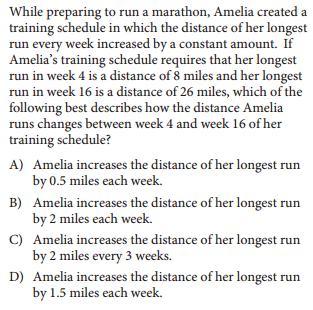 While preparing to run a marathon, Amelia created a
training schedule in which the distance of her longest
run every week increased by a constant amount. If
Amelia's training schedule requires that her longest
run in week 4 is a distance of 8 miles and her longest
run in week 16 is a distance of 26 miles, which of the
following best describes how the distance Amelia
runs changes between week 4 and week 16 of her
training schedule?
A) Amelia increases the distance of her longest run
by 0.5 miles each week.
B) Amelia increases the distance of her longest run
by 2 miles each week.
C) Amelia increases the distance of her longest run
by 2 miles every 3 weeks.
D) Amelia increases the distance of her longest run
by 1.5 miles each week.